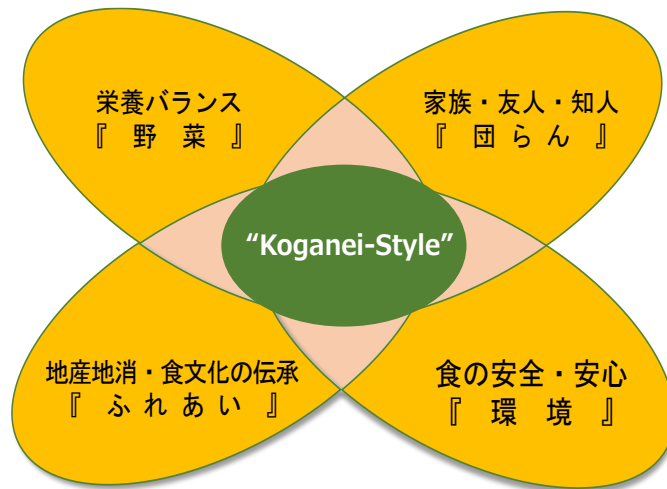 栄養バランス
『 野 菜 』
家族・友人・知人
『 団 ら ん 』
“Koganei-Style”
地産地消・食文化の伝承
『 ふ れ あ い 』
食の安全・安心
『 環 境 』